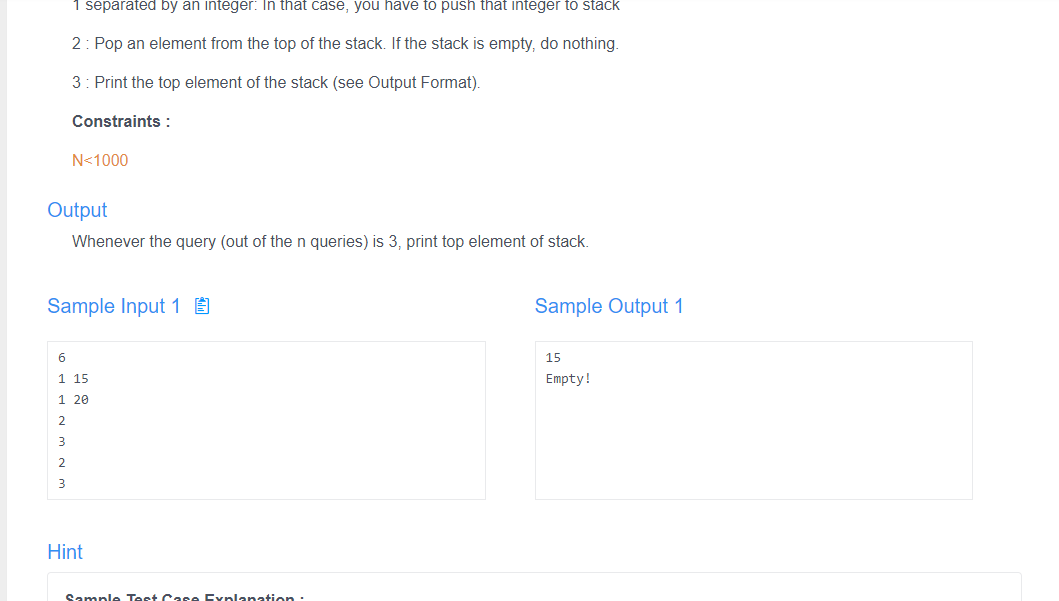 1 separated by an integer: In that case, you have to push that integer to stack
2 : Pop an element from the top of the stack. If the stack is empty, do nothing.
3 : Print the top element of the stack (see Output Format).
Constraints :
N<1000
Output
Whenever the query (out of the n queries) is 3, print top element of stack.
Sample Input 1
6
1 15
1 20
2
3
2
3
Sample Output 1
15
Empty!
Hint
Sample Test Case Explanation :